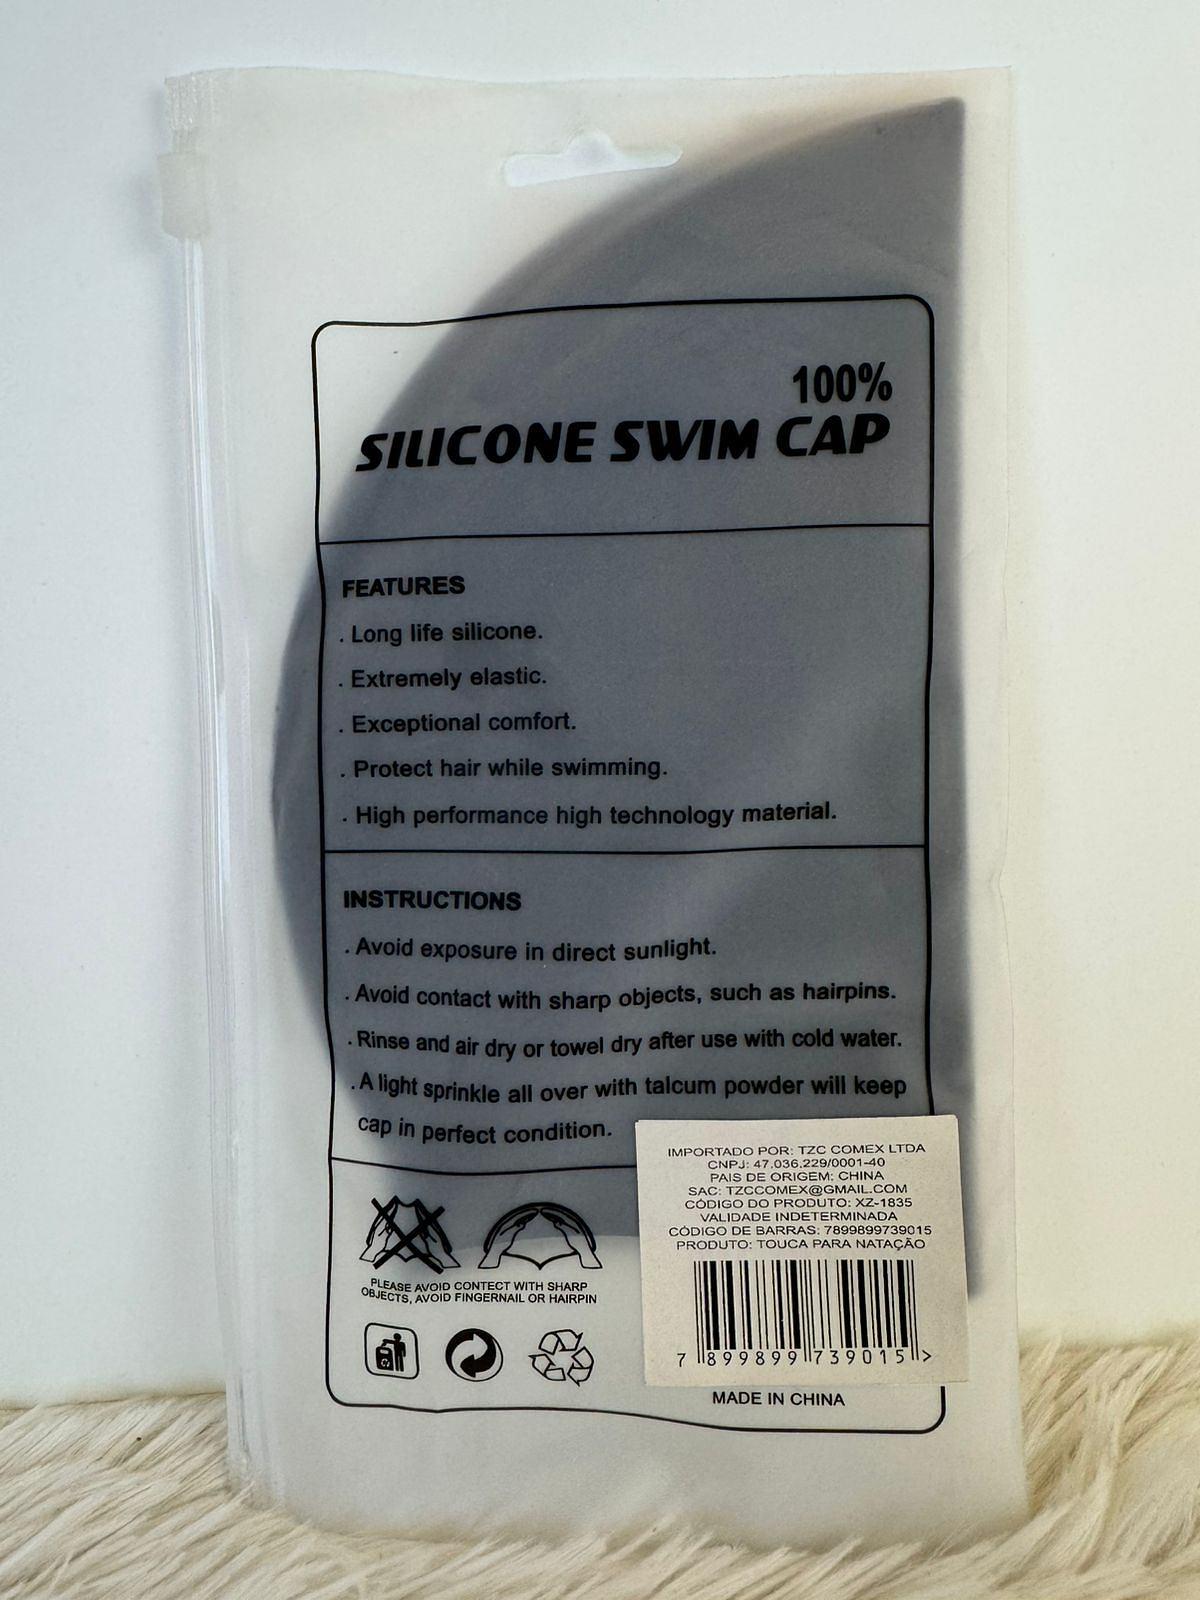 100%
SILICONE SWIM CAP
FEATURES
. Long life silicone.
. Extremely elastic.
. Exceptional comfort.
. Protect hair while swimming.
. High performance high technology material.
INSTRUCTIONS
. Avoid exposure in direct sunlight.
. Avoid contact with sharp objects, such as hairpins.
. Rinse and air dry or towel dry after use with cold water.
. A light sprinkle all over with talcum powder will keep
cap in perfect condition.
PLEASE AVOID CONTECT WITH SHARP
OBJECTS, AVOID FINGERNAIL OR HAIRPIN
IMPORTADO POR: TZC COMEX LTDA
CNPJ: 47.036.229/0001-40
PAIS DE ORIGEM: CHINA
SAC: TZCCOMEX@GMAIL.COM
CÓDIGO DO PRODUTO: XZ-1835
VALIDADE INDETERMINADA
CÓDIGO DE BARRAS: 7899899739015
PRODUTO: TOUCA PARA NATAÇÃO
7 899899 739015 >
MADE IN CHINA